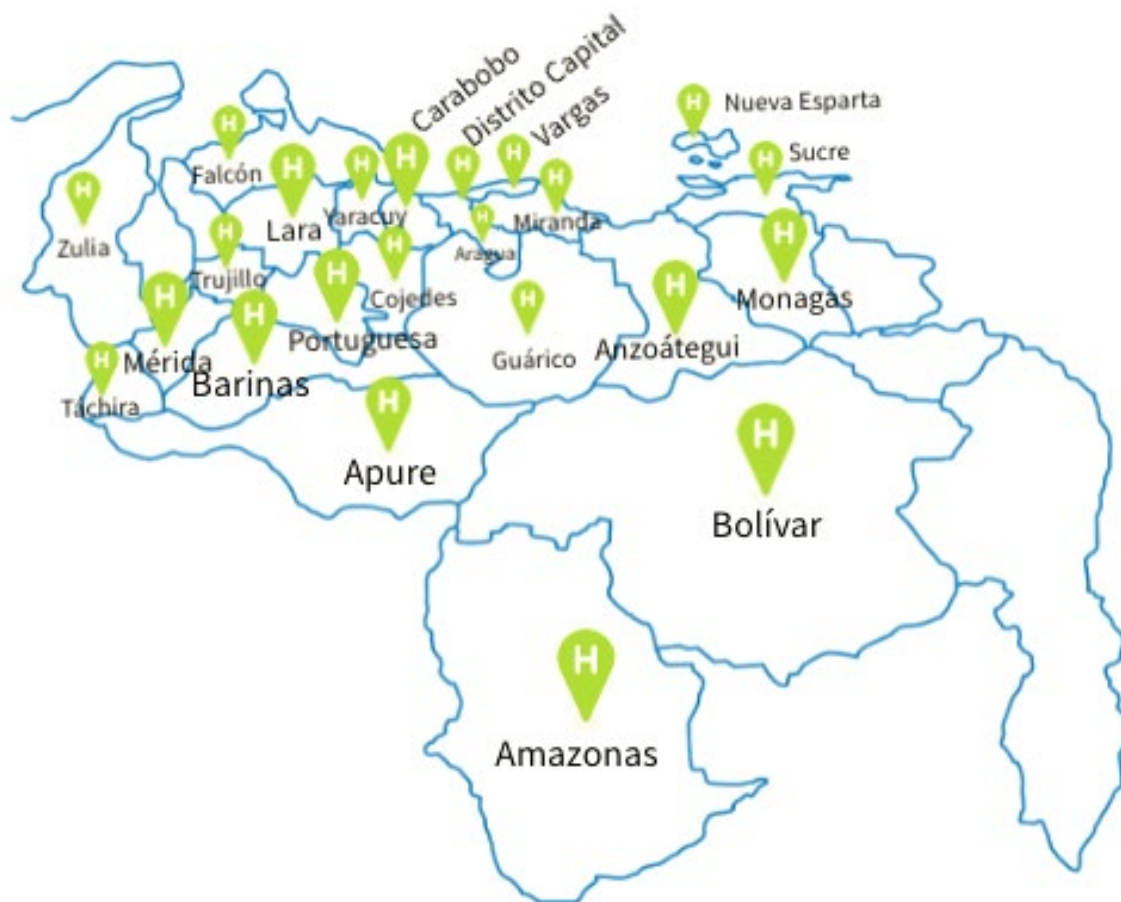 Carabobo
Distrito Capital
Vargas
Nueva Esparta
H
H
Sucre
H
H
H
H
H
H
H
H
Falcón
H
Zulia
Lara
Yaracuy
H
Aragua
Miranda
H
H
Trujillo
H
Cojedes
H
Monagas
H
Mérida
H
Barinas
Portuguesa
H
Guárico
H
Anzoátegui
H
Táchira
H
Apure
H
Bolívar
H
Amazonas